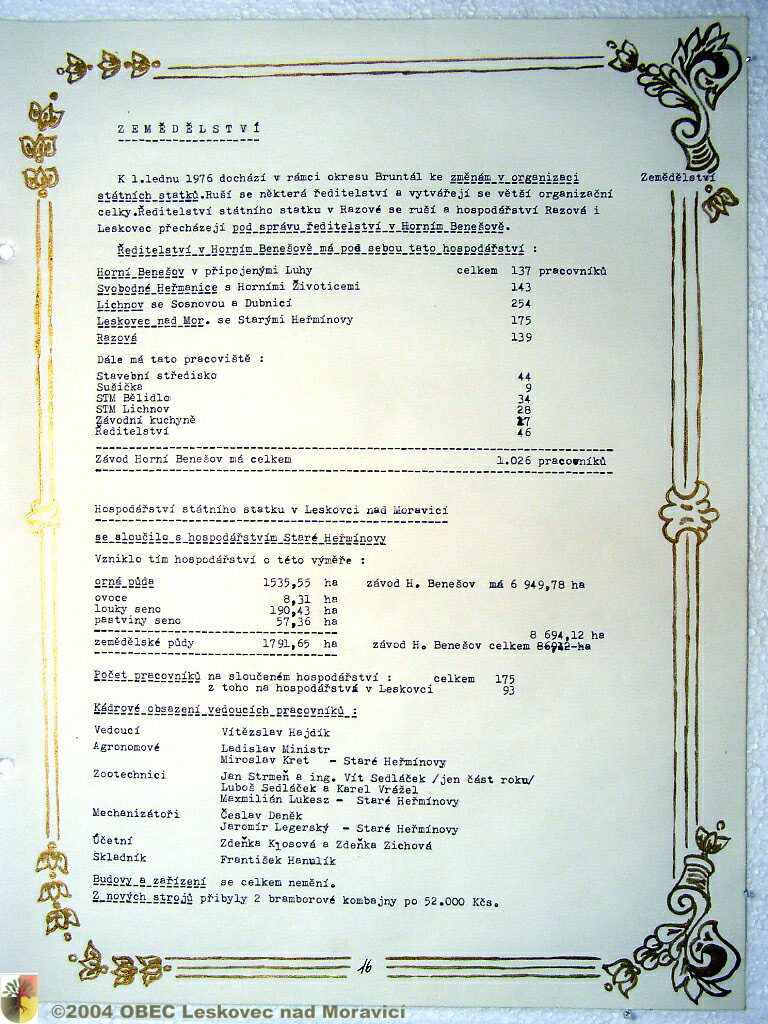 Z E M Ě D Ě L S T V Í
K 1.lednu 1976 dochází v rámci okresu Bruntál ke změnám v organizaci
Zemědělství
státních statků.Ruší se některá ředitelství a vytvářejí se větší organizační
celky.Ředitelství státního statku v Razové se ruší a hospodářství Razová i
Leskovec přecházejí pod správu ředitelství v Horním Benešově.
Ředitelství v Horním Benešově má pod sebou tato hospodářství :
Horní Benešov v připojenými Luhy celkem 137 pracovníků
Svobodné Heřmanice s Horními Životicemi 143
Lichnov se Sosnovou a Dubnicí 254
Leskovec nad Mor. se Starými Heřmínovy 175
Razová 139
Dále má tato pracoviště :
Stavební středisko 44
Sušička 9
STM Bělidlo 34
STM Lichnov 28
Závodní kuchyně 17
Ředitelství 46
Závod Horní Benešov má celkem 1.026 pracovníků
Hospodářství státního statku v Leskovci nad Moravicí
se sloučilo s hospodářstvím Staré Heřmínovy
Vzniklo tím hospodářství o této výměře :
orná půda 1535,55 ha závod H. Benešov má 6 949,78 ha
ovoce 8,31 ha
louky seno 190,43 ha
pastviny seno 57,36 ha
8 694,12 ha
zemědělské půdy 1791,65 ha závod H. Benešov celkem 86942 ha
Počet pracovníků na sloučeném hospodářství : celkem 175
z toho na hospodářství v Leskovci 93
Kádrové obsazení vedoucích pracovníků :
Vedoucí Vítězslav Hajdík
Agronomové Ladislav Ministr
Miroslav Kret - Staré Heřmínovy
Zootechnici Jan Strmeň a ing. Vít Sedláček /jen část roku/
Luboš Sedláček a Karel Vrážel
Maxmilián Lukesz - Staré Heřmínovy
Mechanizátoři Česlav Daněk
Jaromír Legerský - Staré Heřmínovy
Účetní Zdeňka Klosová a Zdeňka Zichová
Skladník František Hanulík
Budovy a zařízení se celkem nemění.
Z nových strojů přibyly 2 bramborové kombajny po 52.000 Kčs.
16
©2004 OBEC Leskovec nad Moravicí